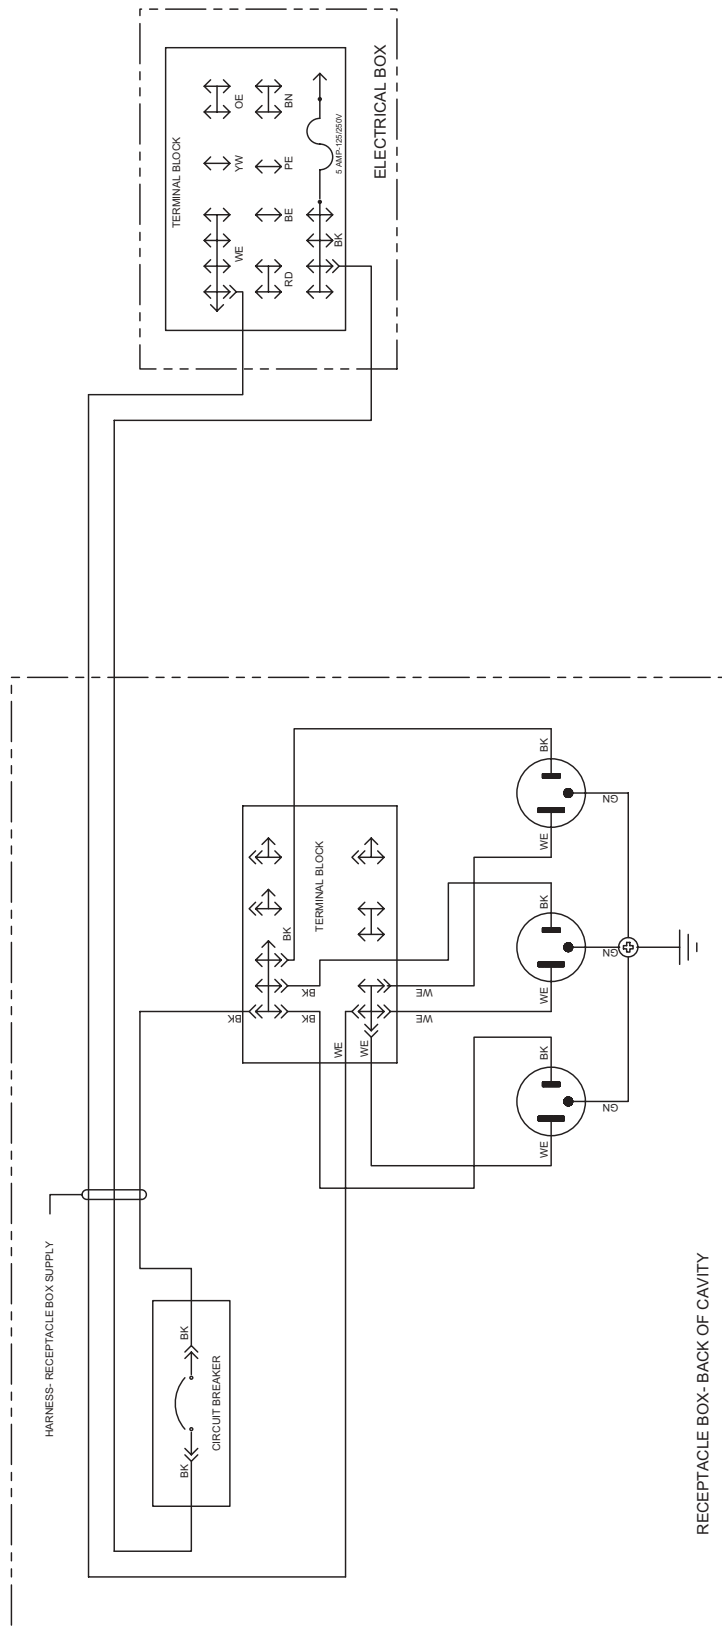 ELECTRICAL BOX
TERMINAL BLOCK
OE
BN
YW
PE
5 AMP-125/250V
WE
BE
BK
RD
TERMINAL BLOCK
BK
BK
BK
BK
WE
WE
WE
WE
BK
WE
GN
BK
WE
GN
BK
WE
GN
HARNESS- RECEPTACLE BOX SUPPLY
BK
CIRCUIT BREAKER
BK
RECEPTACLE BOX- BACK OF CAVITY